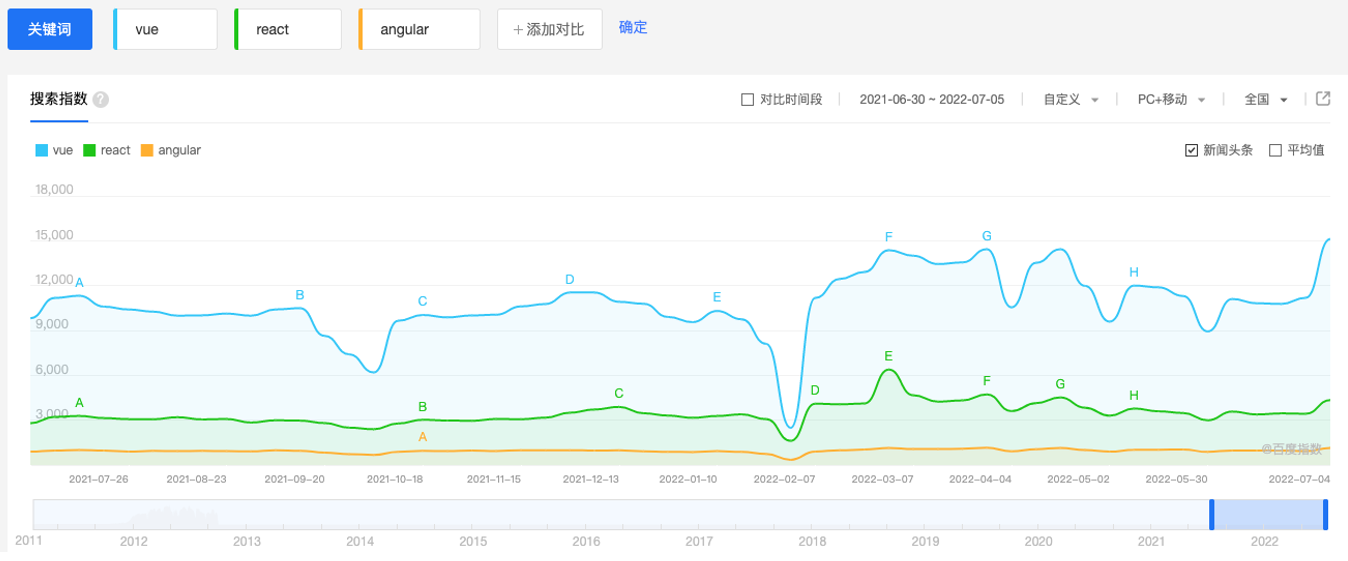 关键词 vue react angular +添加对比 确定
搜索指数 ? 对比时间段 2021-06-30 ~ 2022-07-05 自定义 PC+移动 全国
vue react angular 新闻头条 平均值
18,000
15,000
12,000
9,000
6,000
3,000
A B C D E F G H
A B C D E F G H
A
@百度指数
2021-07-26 2021-08-23 2021-09-20 2021-10-18 2021-11-15 2021-12-13 2022-01-10 2022-02-07 2022-03-07 2022-04-04 2022-05-02 2022-05-30 2022-07-04
2011 2012 2013 2014 2015 2016 2017 2018 2019 2020 2021 2022